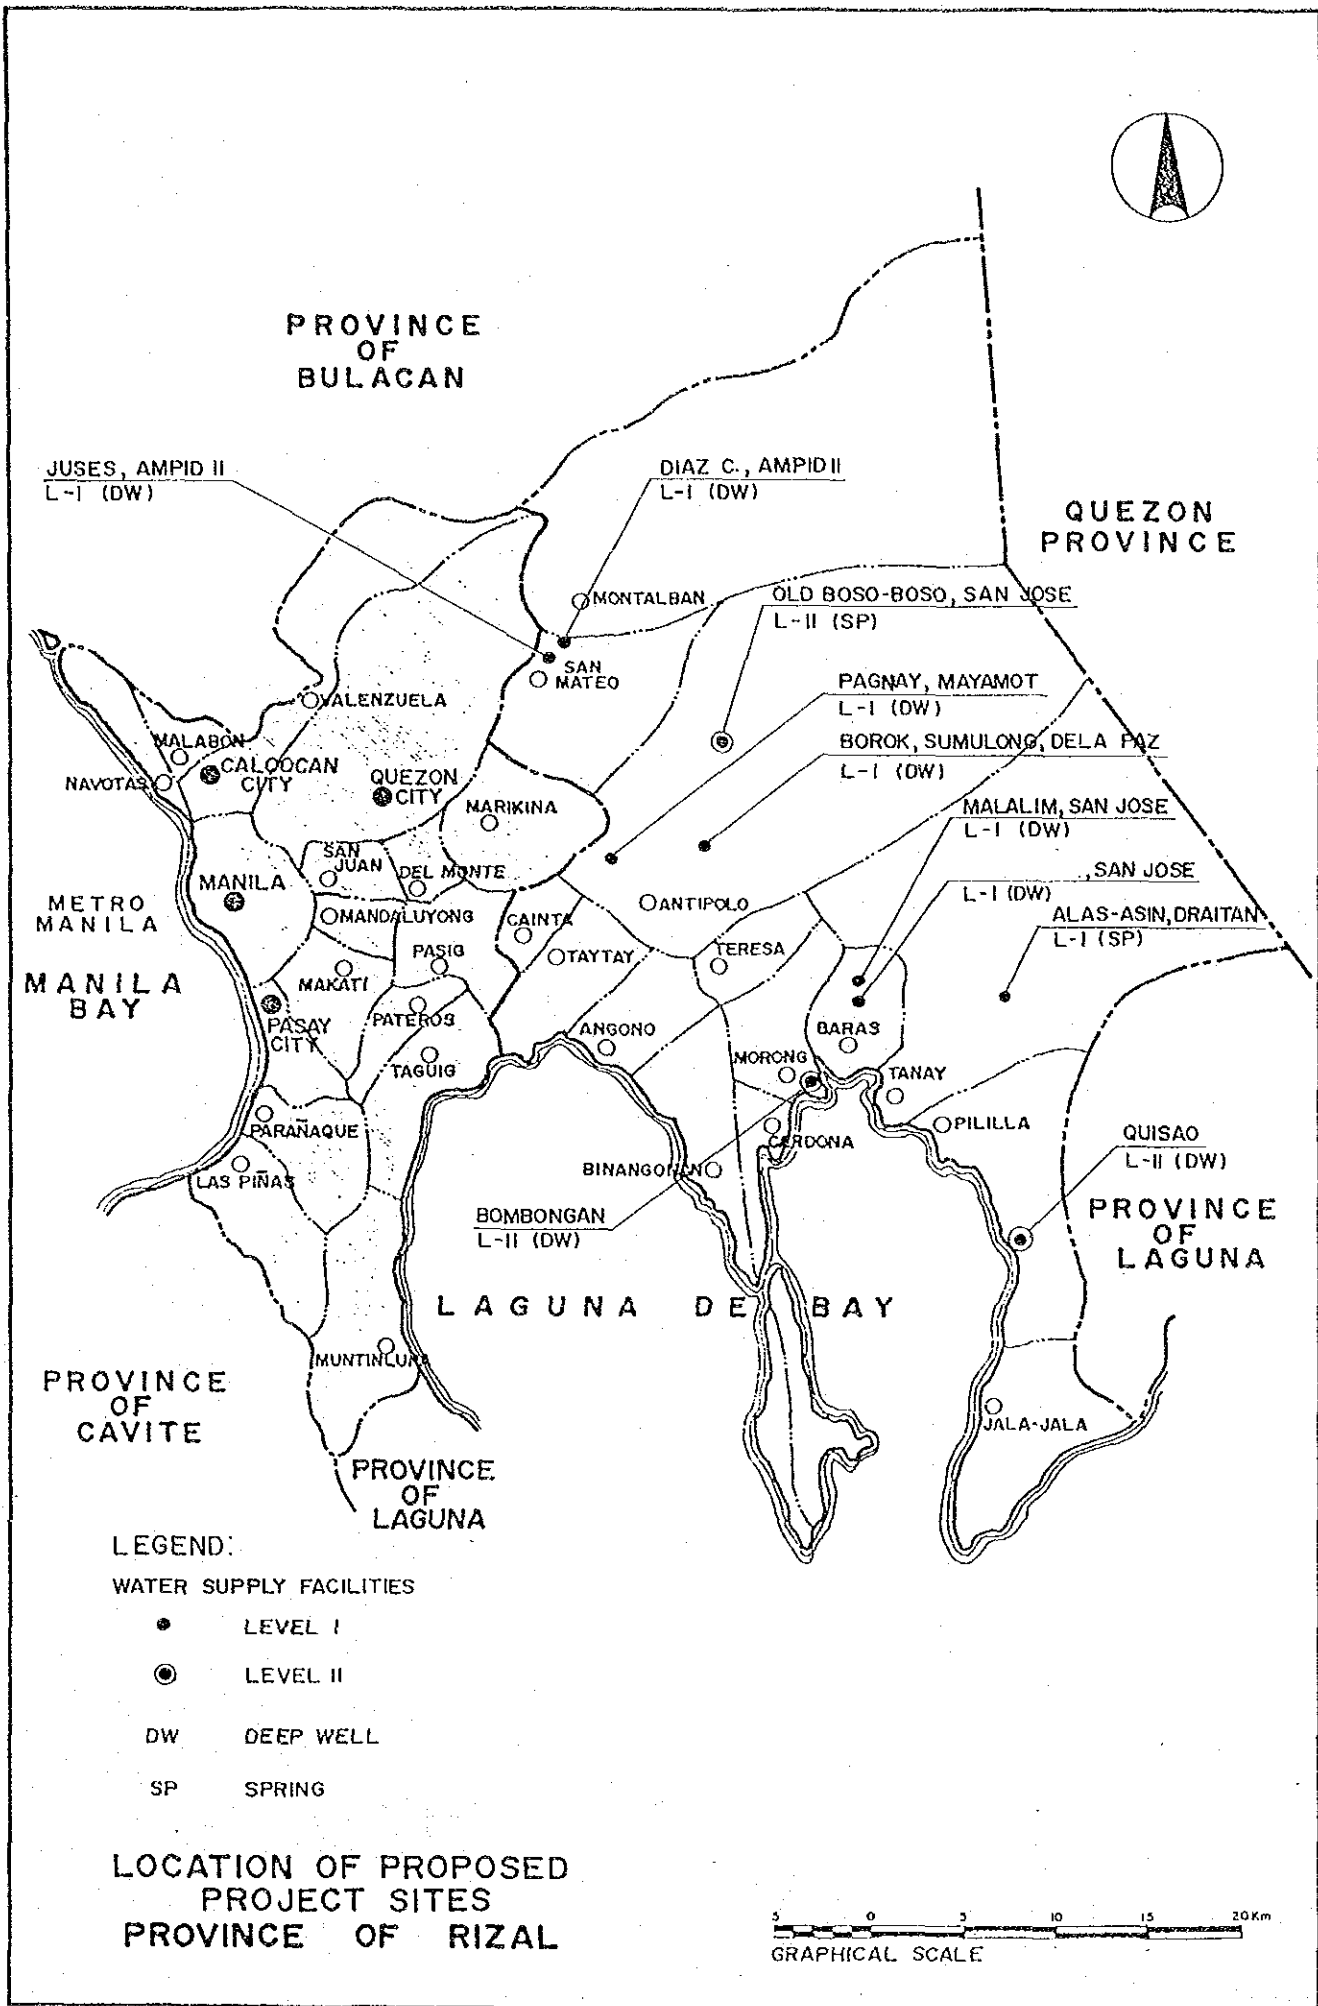 PROVINCE
OF
BULACAN
JUSES, AMPID II
L-I (DW)
DIAZ C., AMPID II
L-I (DW)
QUEZON
PROVINCE
MONTALBAN
OLD BOSO-BOSO, SAN JOSE
L-II (SP)
SAN
MATEO
PAGNAY, MAYAMOT
L-I (DW)
VALENZUELA
BOROK, SUMULONG, DELA PAZ
L-I (DW)
MALABON
CALOOCAN
CITY
NAVOTAS
QUEZON
CITY
MARIKINA
MALALIM, SAN JOSE
L-I (DW)
SAN
JUAN
DEL MONTE
, SAN JOSE
L-I (DW)
MANILA
METRO
MANILA
MANDALUYONG
CAINTA
ANTIPOLO
ALAS-ASIN, DRAITAN
L-I (SP)
PASIG
TAYTAY
TERESA
MANILA
BAY
MAKATI
PASAY
CITY
PATEROS
TAGUIG
ANGONO
BARAS
MORONG
TANAY
PARAÑAQUE
CARDONA
PILILLA
LAS PIÑAS
BINANGONAN
QUISAO
L-II (DW)
BOMBONGAN
L-II (DW)
PROVINCE
OF
LAGUNA
LAGUNA DE BAY
MUNTINLUPA
PROVINCE
OF
CAVITE
JALA-JALA
PROVINCE
OF
LAGUNA
LEGEND:
WATER SUPPLY FACILITIES
LEVEL I
LEVEL II
DW DEEP WELL
SP SPRING
LOCATION OF PROPOSED
PROJECT SITES
PROVINCE OF RIZAL
5 0 5 10 15 20 Km
GRAPHICAL SCALE